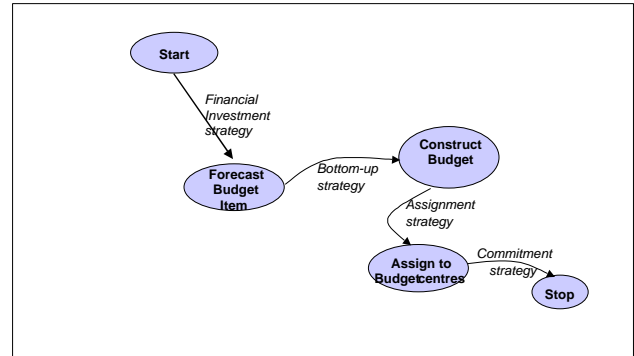 Start
Financial
Investment
strategy
Forecast
Budget
Item
Bottom-up
strategy
Construct
Budget
Assignment
strategy
Assign to
Budgetcentres
Commitment
strategy
Stop